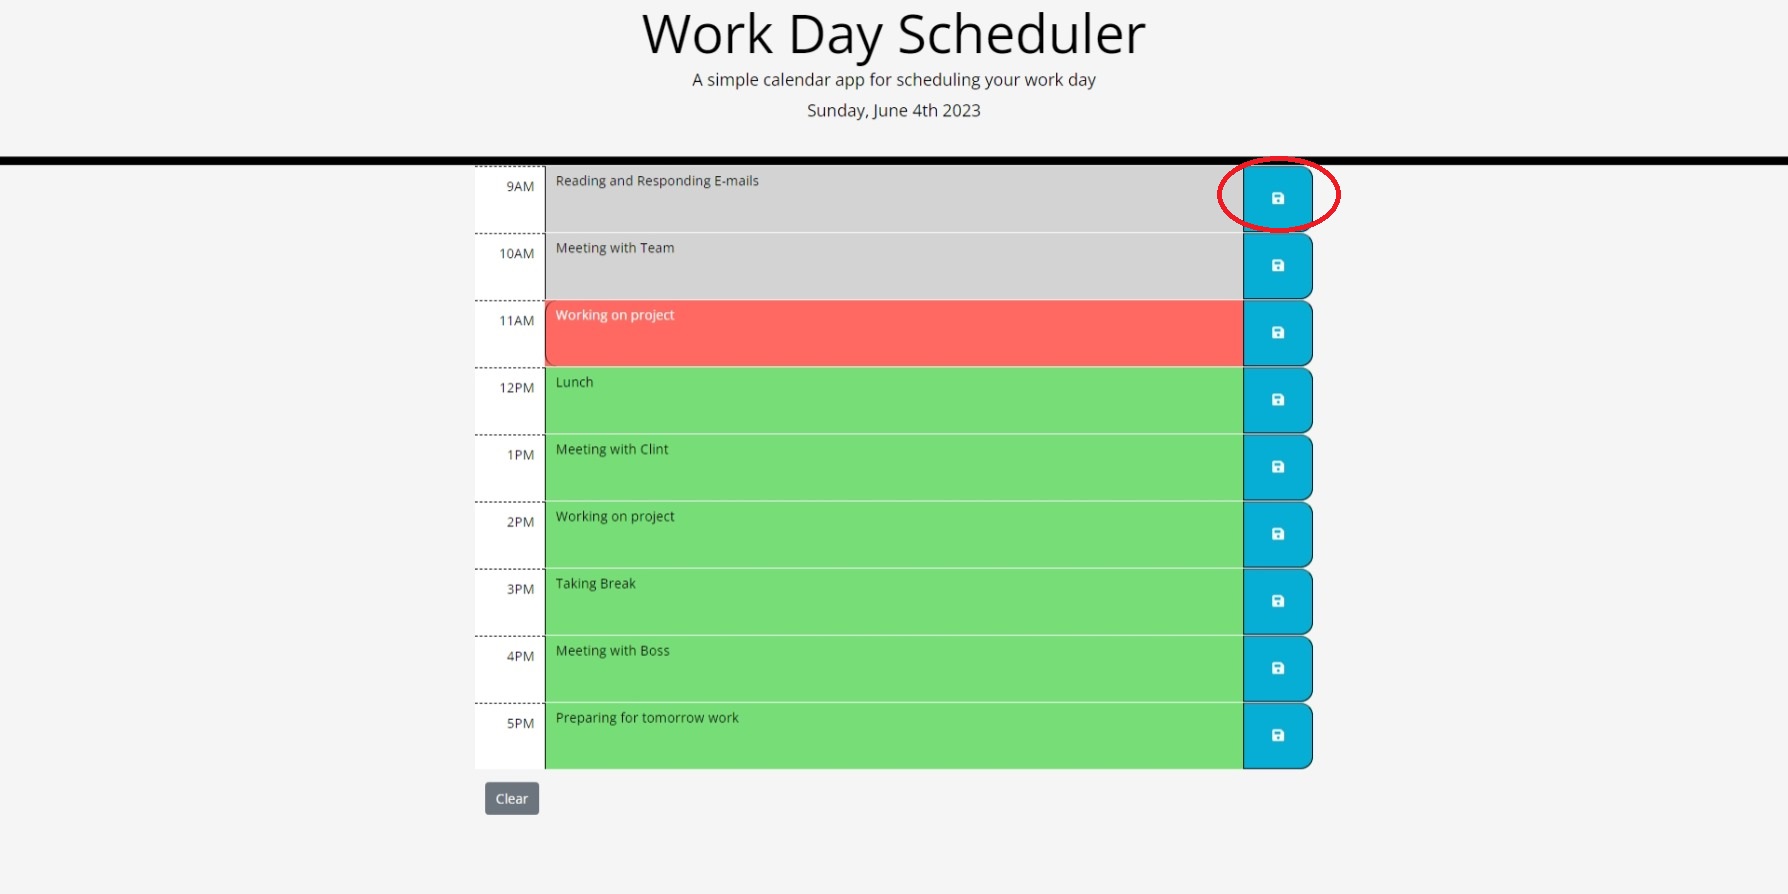 Work Day Scheduler
A simple calendar app for scheduling your work day
Sunday, June 4th 2023
9AM Reading and Responding E-mails
10AM Meeting with Team
11AM Working on project
12PM Lunch
1PM Meeting with Clint
2PM Working on project
3PM Taking Break
4PM Meeting with Boss
5PM Preparing for tomorrow work
Clear